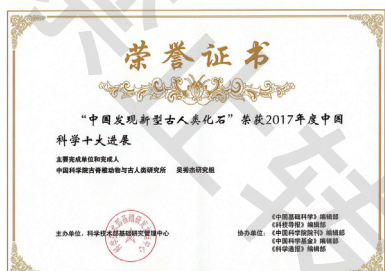 荣誉证书
“中国发现新型古人类化石”荣获2017年度中国
科学十大进展
主要完成单位和完成人
中国科学院古脊椎动物与古人类研究所 吴秀杰研究组
主办单位：科学技术部基础研究管理中心
协办单位：
《中国基础科学》编辑部
《科技导报》编辑部
《中国科学院院刊》编辑部
《中国科学基金》编辑部
《科学通报》编辑部